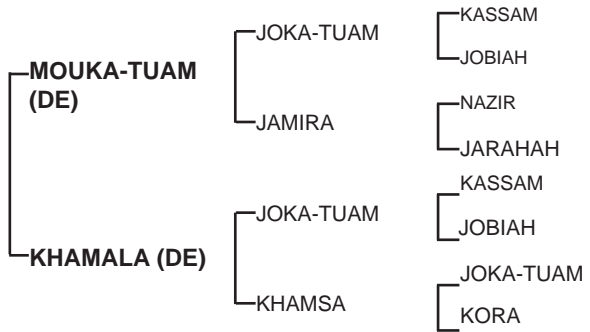 KASSAM
JOKA-TUAM
JOBIAH
MOUKA-TUAM
(DE)
NAZIR
JAMIRA
JARAHAH
KASSAM
JOKA-TUAM
JOBIAH
KHAMALA (DE)
JOKA-TUAM
KHAMSA
KORA